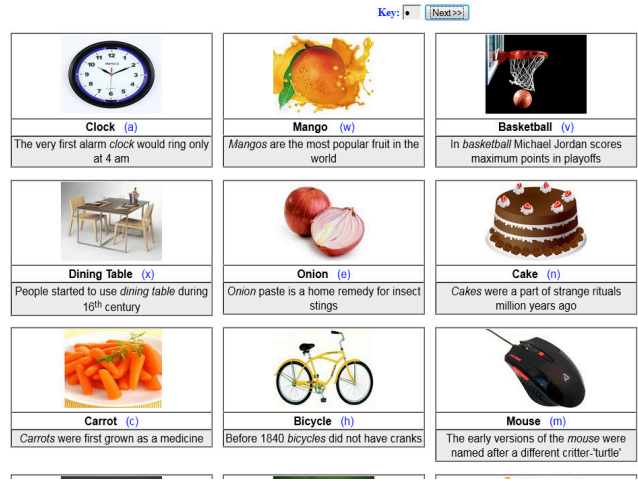 Key: ● Next>>
Clock (a)
The very first alarm clock would ring only
at 4 am
Mango (w)
Mangos are the most popular fruit in the
world
Basketball (v)
In basketball Michael Jordan scores
maximum points in playoffs
Dining Table (x)
People started to use dining table during
16th century
Onion (e)
Onion paste is a home remedy for insect
stings
Cake (n)
Cakes were a part of strange rituals
million years ago
Carrot (c)
Carrots were first grown as a medicine
Bicycle (h)
Before 1840 bicycles did not have cranks
Mouse (m)
The early versions of the mouse were
named after a different critter-'turtle'